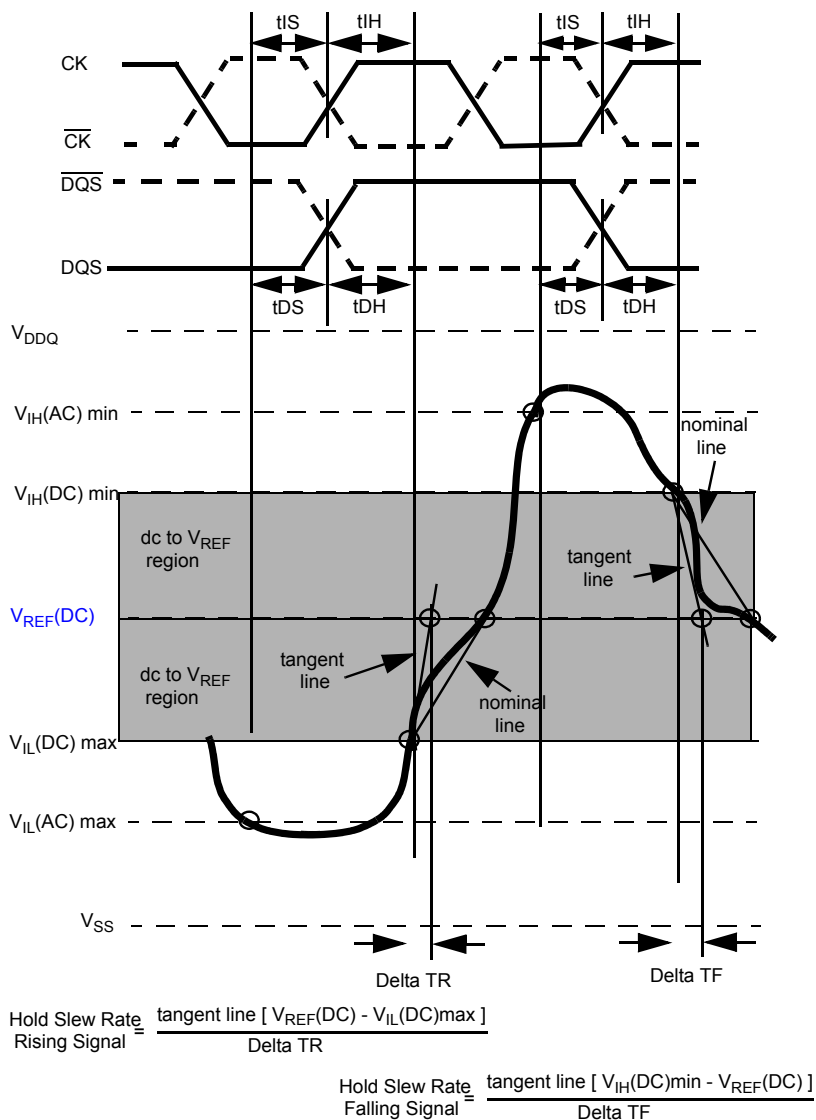 tIS tIH tIS tIH
CK
CK
DQS
DQS
tDS tDH tDS tDH
VDDQ
VIH(AC) min
nominal
line
VIH(DC) min
dc to VREF
region
tangent
line
VREF(DC)
tangent
line
dc to VREF
region
nominal
line
VIL(DC) max
VIL(AC) max
VSS
Delta TR Delta TF
Hold Slew Rate
Rising Signal = tangent line [ VREF(DC) - VIL(DC)max ]
Delta TR
Hold Slew Rate
Falling Signal = tangent line [ VIH(DC)min - VREF(DC) ]
Delta TF